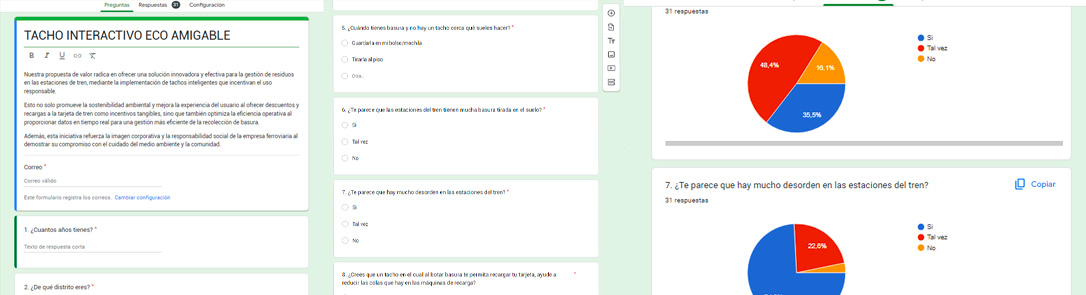 Preguntas Respuestas 31 Configuración
TACHO INTERACTIVO ECO AMIGABLE
B I U
Nuestra propuesta de valor radica en ofrecer una solución innovadora y efectiva para la gestión de residuos
en las estaciones de tren, mediante la implementación de tachos inteligentes que incentivan el uso
responsable.
Esto no solo promueve la sostenibilidad ambiental y mejora la experiencia del usuario al ofrecer descuentos y
recargas a la tarjeta de tren como incentivos tangibles, sino que también optimiza la eficiencia operativa al
proporcionar datos en tiempo real para una gestión más eficiente de la recolección de basura.
Además, esta iniciativa refuerza la imagen corporativa y la responsabilidad social de la empresa ferroviaria al
demostrar su compromiso con el cuidado del medio ambiente y la comunidad.
Correo *
Correo válido
Este formulario registra los correos. Cambiar configuración
1. ¿Cuantos años tienes? *
Texto de respuesta corta
2. ¿De qué distrito eres? *
5. ¿Cuándo tienes basura y no hay un tacho cerca qué sueles hacer? *
Guardarla en mi bolso/mochila
Tirarla al piso
Otra...
6. ¿Te parece que las estaciones del tren tienen mucha basura tirada en el suelo? *
Si
Tal vez
No
7. ¿Te parece que hay mucho desorden en las estaciones del tren? *
Si
Tal vez
No
8. ¿Crees que un tacho en el cual al botar basura te permita recargar tu tarjeta, ayude a *
reducir las colas que hay en las máquinas de recarga?
Tт
31 respuestas
Si
Tal vez
No
48,4%
16,1%
35,5%
7. ¿Te parece que hay mucho desorden en las estaciones del tren?
Copiar
31 respuestas
Si
Tal vez
No
22,6%